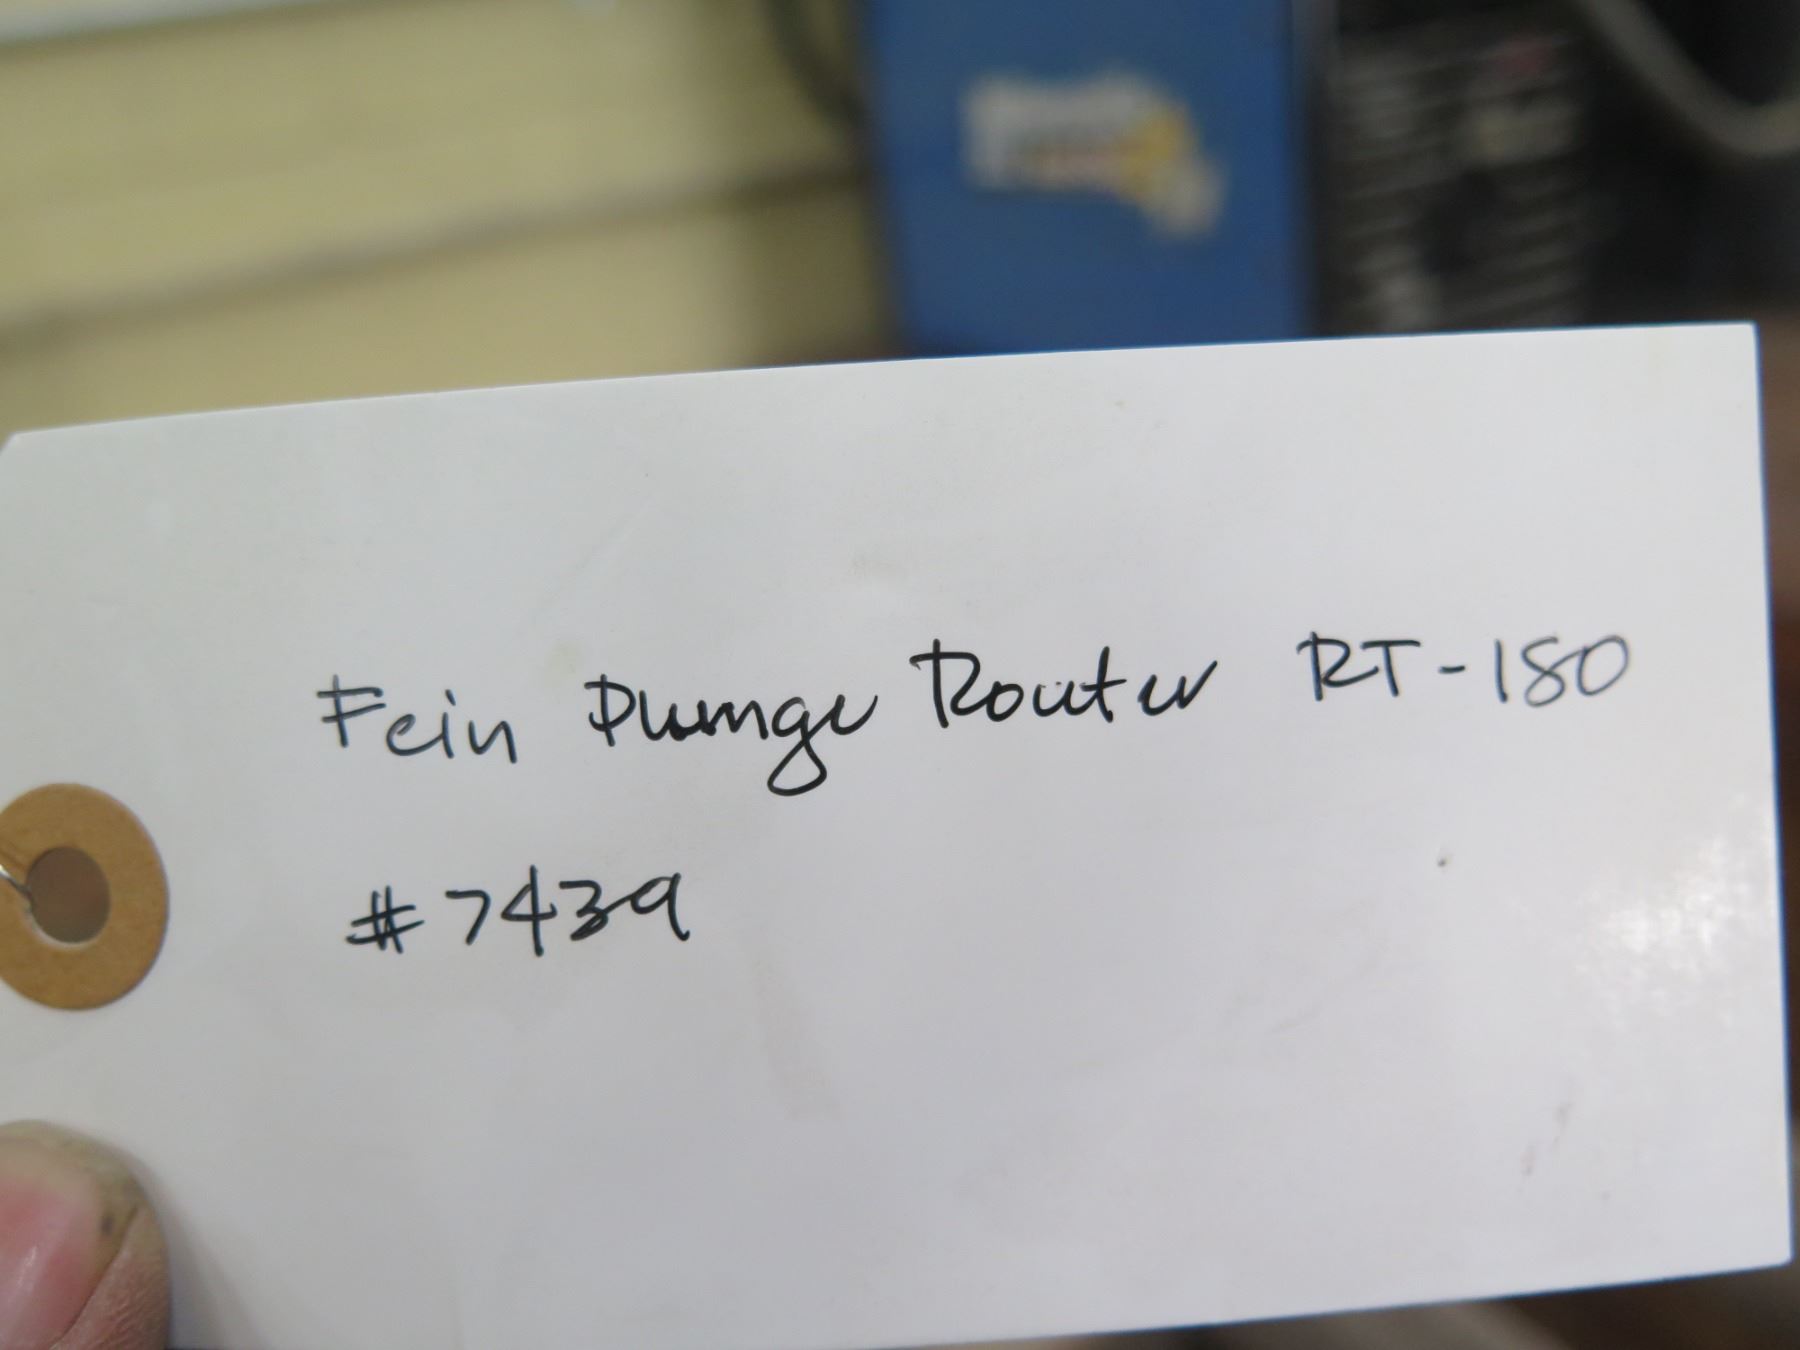 Fein Plunge Router RT-180
#7439